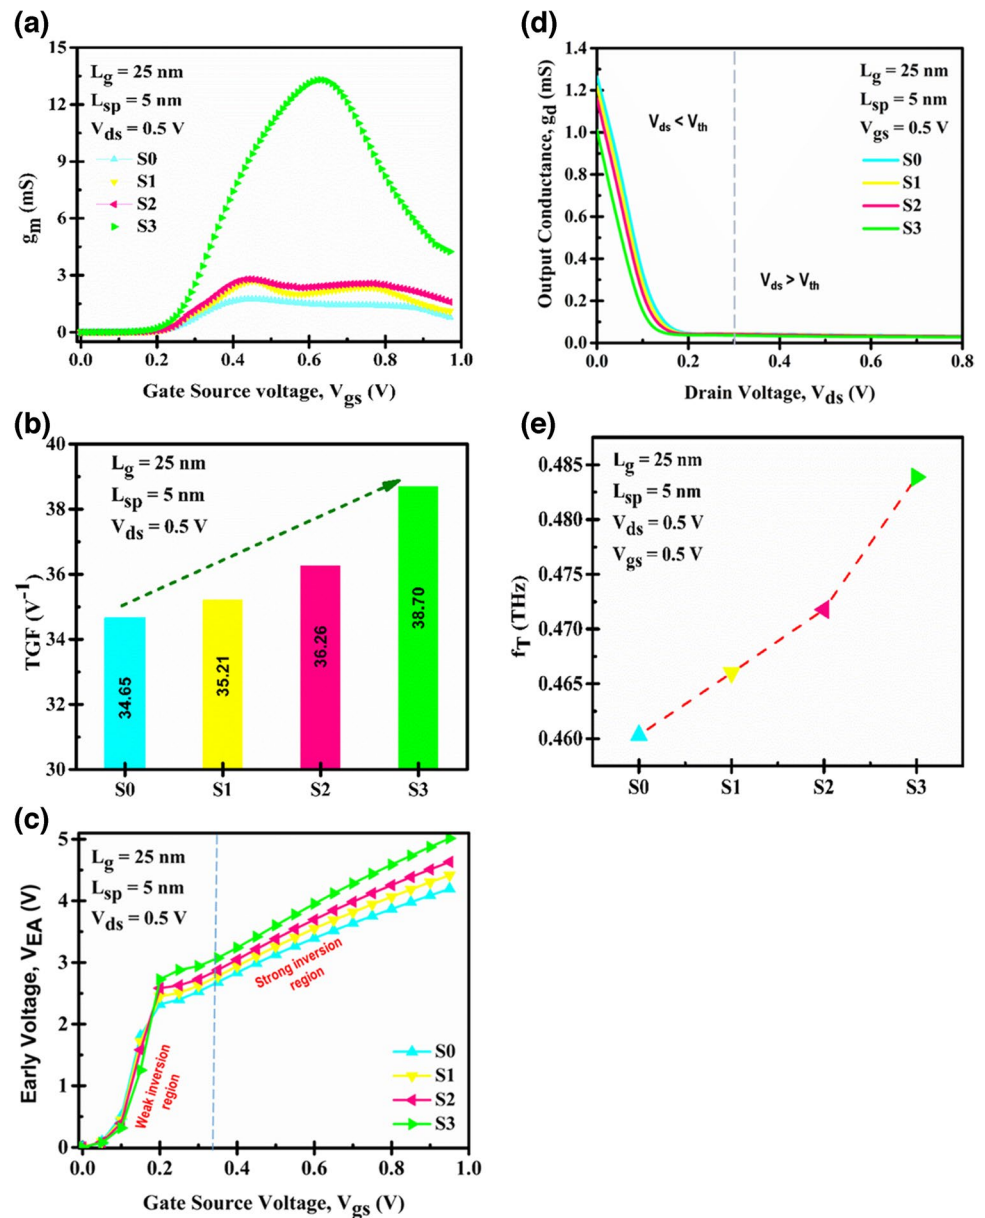 (a)
15
12
9
6
3
0
gm (mS)
Lg = 25 nm
Lsp = 5 nm
Vds = 0.5 V
S0
S1
S2
S3
0.0 0.2 0.4 0.6 0.8 1.0
Gate Source voltage, Vgs (V)
(b)
40
38
36
34
32
30
TGF (V-1)
Lg = 25 nm
Lsp = 5 nm
Vds = 0.5 V
34.65
35.21
36.26
38.70
S0 S1 S2 S3
(c)
5
4
3
2
1
0
Early Voltage, VEA (V)
Lg = 25 nm
Lsp = 5 nm
Vds = 0.5 V
Strong inversion
region
Weak inversion
region
S0
S1
S2
S3
0.0 0.2 0.4 0.6 0.8 1.0
Gate Source Voltage, Vgs (V)
(d)
1.4
1.2
1.0
0.8
0.6
0.4
0.2
0.0
Output Conductance, gd (mS)
Lg = 25 nm
Lsp = 5 nm
Vgs = 0.5 V
Vds < Vth
S0
S1
S2
S3
Vds > Vth
0.0 0.2 0.4 0.6 0.8
Drain Voltage, Vds (V)
(e)
0.485
0.480
0.475
0.470
0.465
0.460
fT (THz)
Lg = 25 nm
Lsp = 5 nm
Vds = 0.5 V
Vgs = 0.5 V
S0 S1 S2 S3